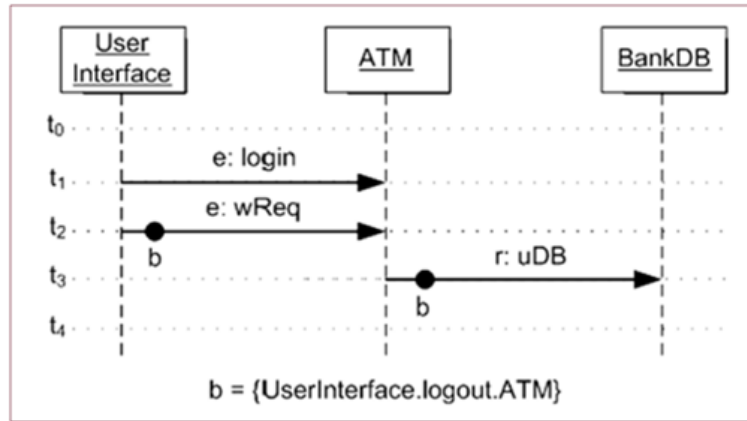 User
Interface
ATM
BankDB
t0
e: login
t1
e: wReq
t2
b
r: uDB
t3
b
t4
b = {UserInterface.logout.ATM}